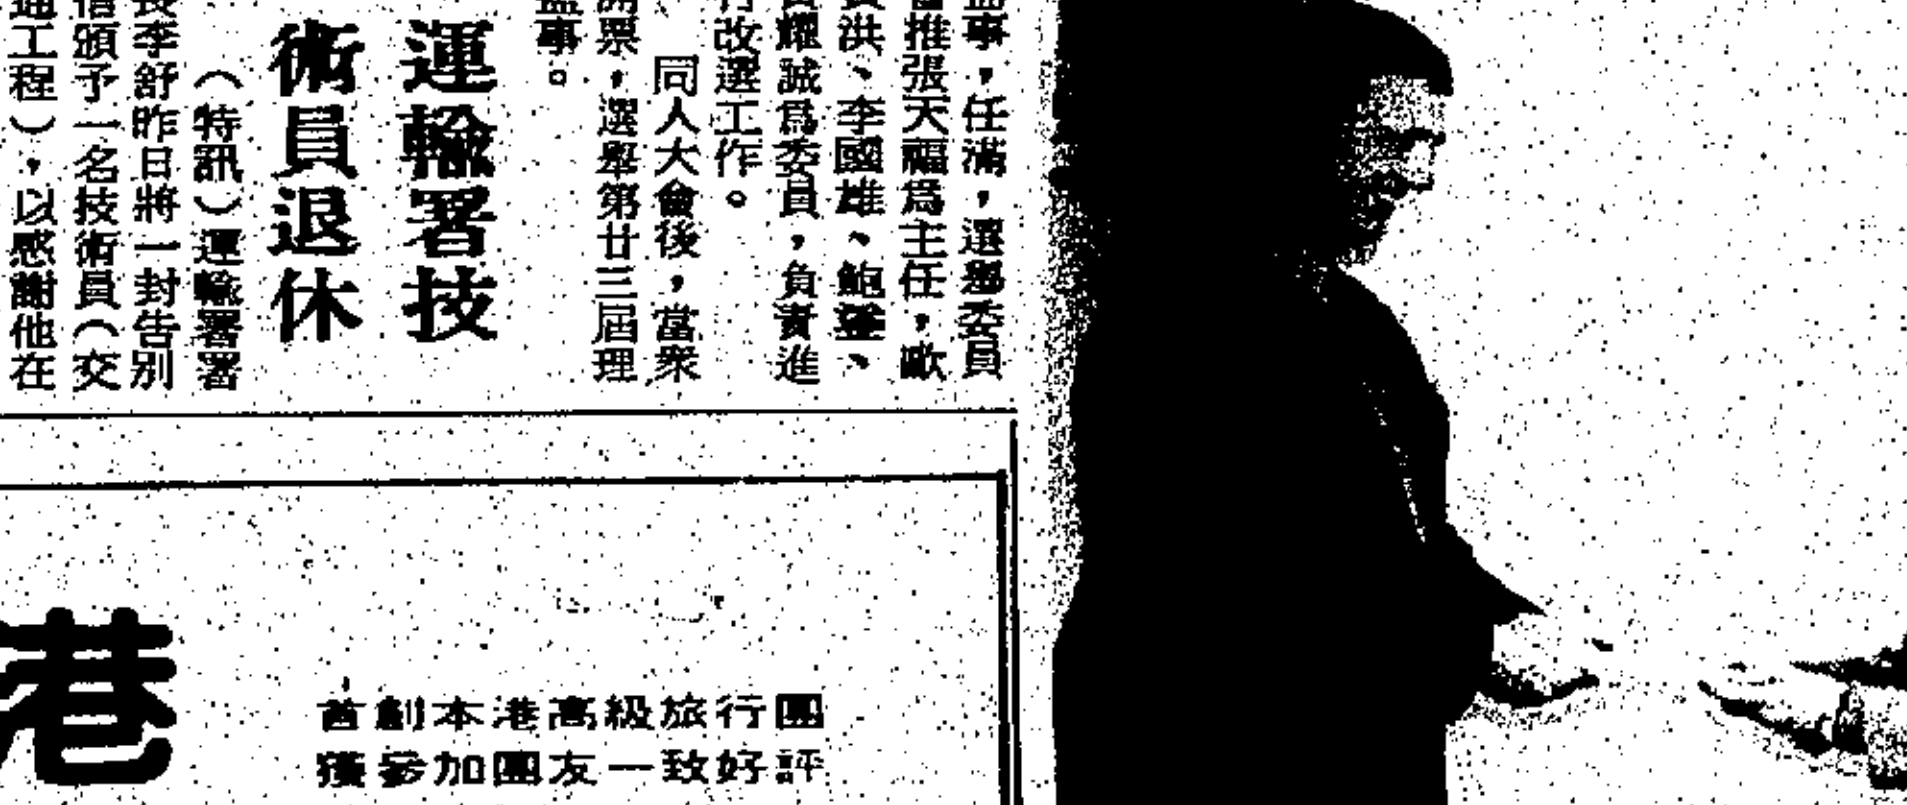 事，任滿，選舉委員
推張天福為主任，歐
洪、李國雄、鮑
耀誠為委員，負責進
行改選工作。
同人大會後，當衆
開票，選舉第廿三屆理
監事。
運輸署技
術員退休
（特訊）運輸署署
長李舒昨日將一封告別
信頒予一名技術員（交
通工程），以感謝他在
港
首創本港高級旅行團
獲參加團友一致好評